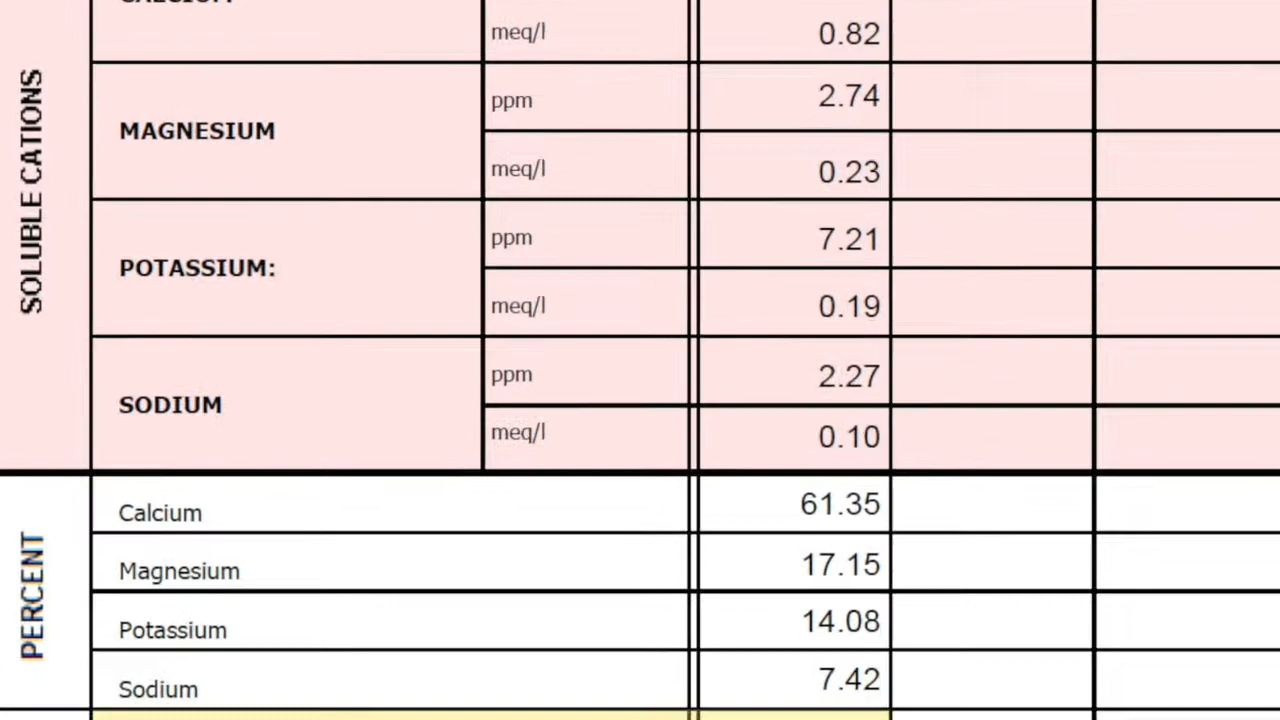 SOLUBLE CATIONS
meq/l 0.82
MAGNESIUM
ppm 2.74
meq/l 0.23
POTASSIUM:
ppm 7.21
meq/l 0.19
SODIUM
ppm 2.27
meq/l 0.10
PERCENT
Calcium 61.35
Magnesium 17.15
Potassium 14.08
Sodium 7.42